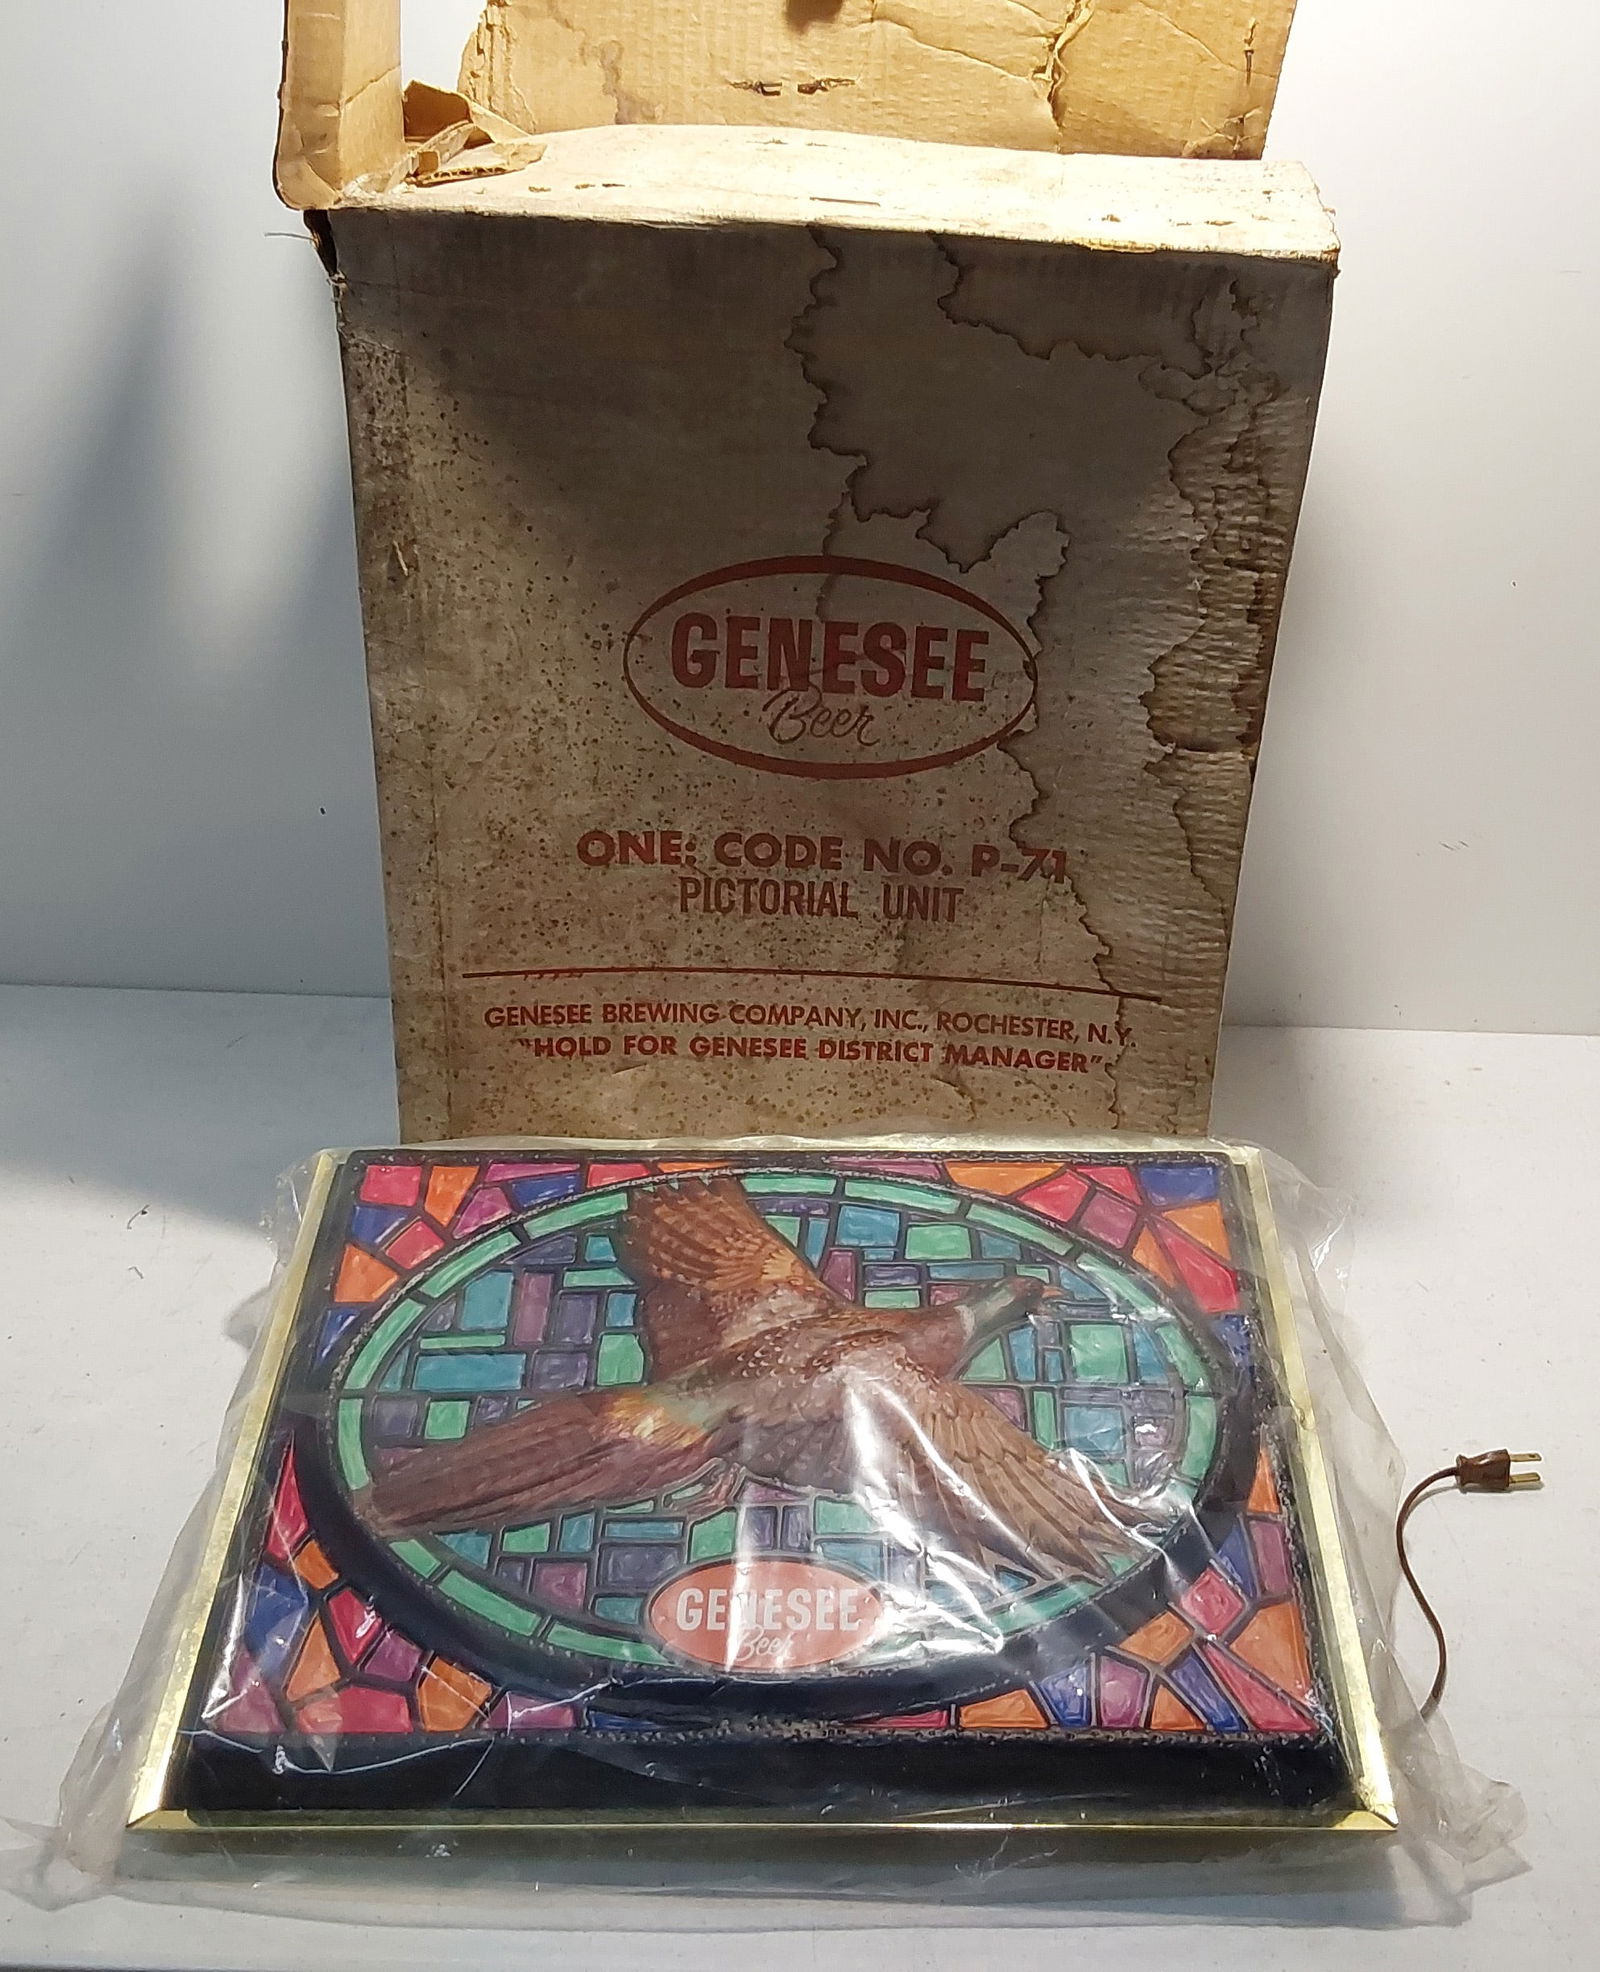 GENESEE
Beer
ONE: CODE NO. P-71
PICTORIAL UNIT
GENESEE BREWING COMPANY, INC., ROCHESTER, N.Y.
"HOLD FOR GENESEE DISTRICT MANAGER"
GENESEE
Beer